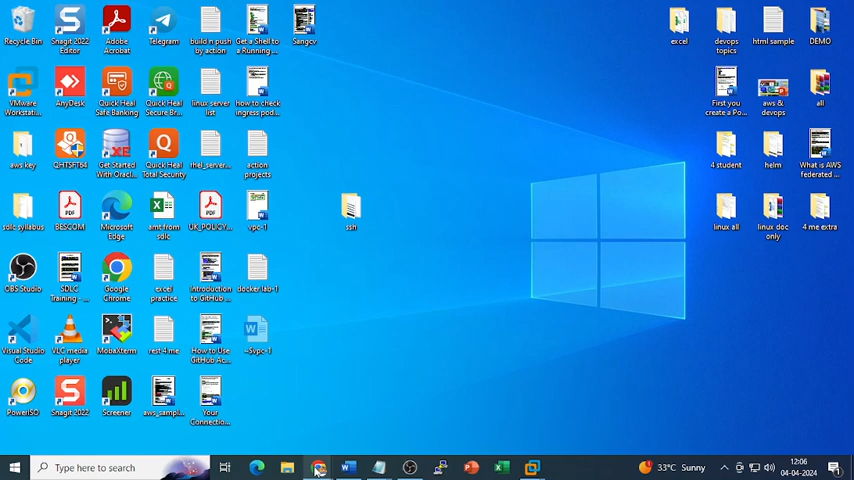 Recycle Bin
Snagit 2022
Editor
Adobe
Acrobat
Telegram
build n push
by action
Get a Shell to
a Running ...
Sangcv
excel
devops
topics
html sample
DEMO
VMware
Workstati...
AnyDesk
Quick Heal
Safe Banking
Quick Heal
Secure Br...
linux server
list
how to check
ingress pod...
First you
create a Po...
aws &
devops
all
aws key
QHTSFT64
Get Started
With Oracl...
Quick Heal
Total Security
rhel_server...
action
projects
4 student
helm
What is AWS
federated ...
sdlc syllabus
BESCOM
Microsoft
Edge
amt from
sdlc
UK_POLICY...
vpc-1
ssh
linux all
linux doc
only
4 me extra
OBS Studio
SDLC
Training - ...
Google
Chrome
excel
practice
Introduction
to GitHub ...
docker lab-1
Visual Studio
Code
VLC media
player
MobaXterm
rest 4 me
How to Use
GitHub Ac...
~$vpc-1
PowerISO
Snagit 2022
Screener
aws_sampl...
Your
Connectio...
Type here to search
33°C Sunny
12:06
04-04-2024